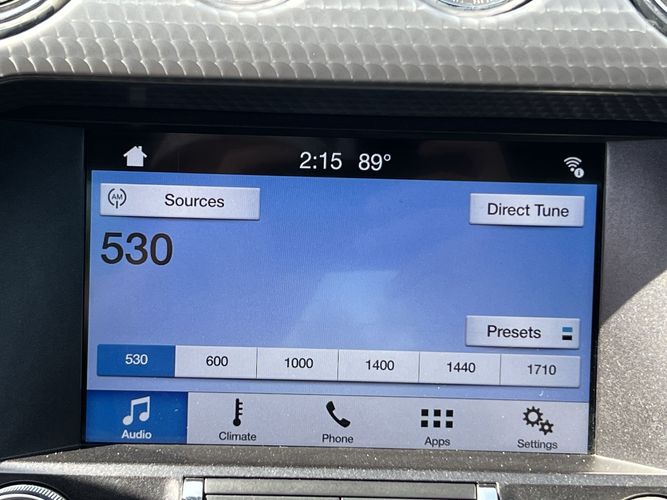 2:15 89°
AM Sources
Direct Tune
530
Presets
530 600 1000 1400 1440 1710
Audio Climate Phone Apps Settings